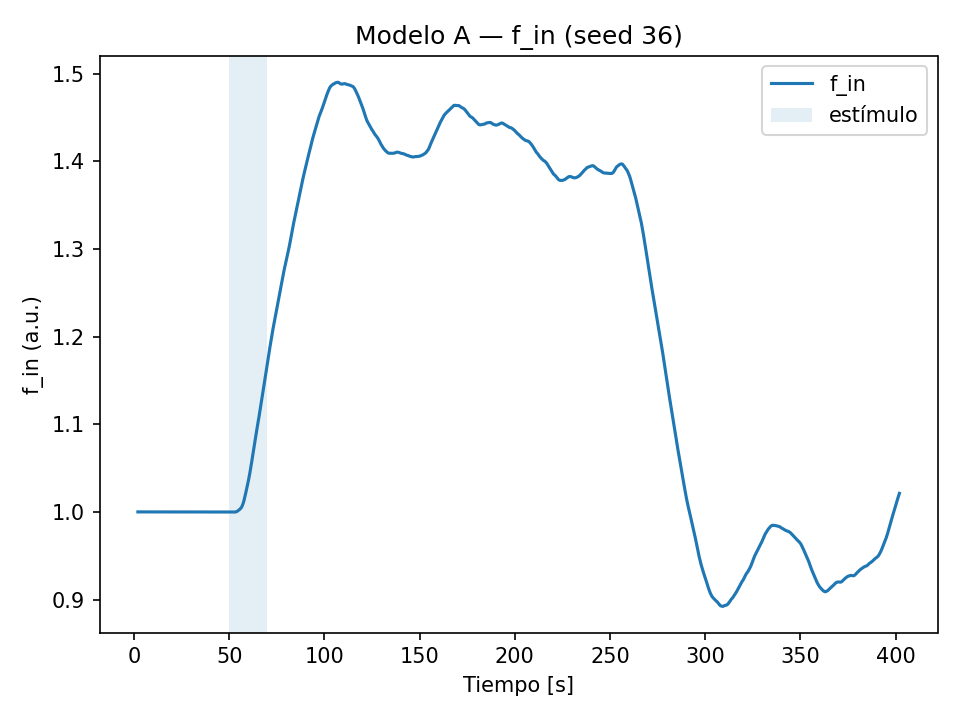 Modelo A — f_in (seed 36)
f_in
estímulo
f_in (a.u.)
1.5
1.4
1.3
1.2
1.1
1.0
0.9
0 50 100 150 200 250 300 350 400
Tiempo [s]